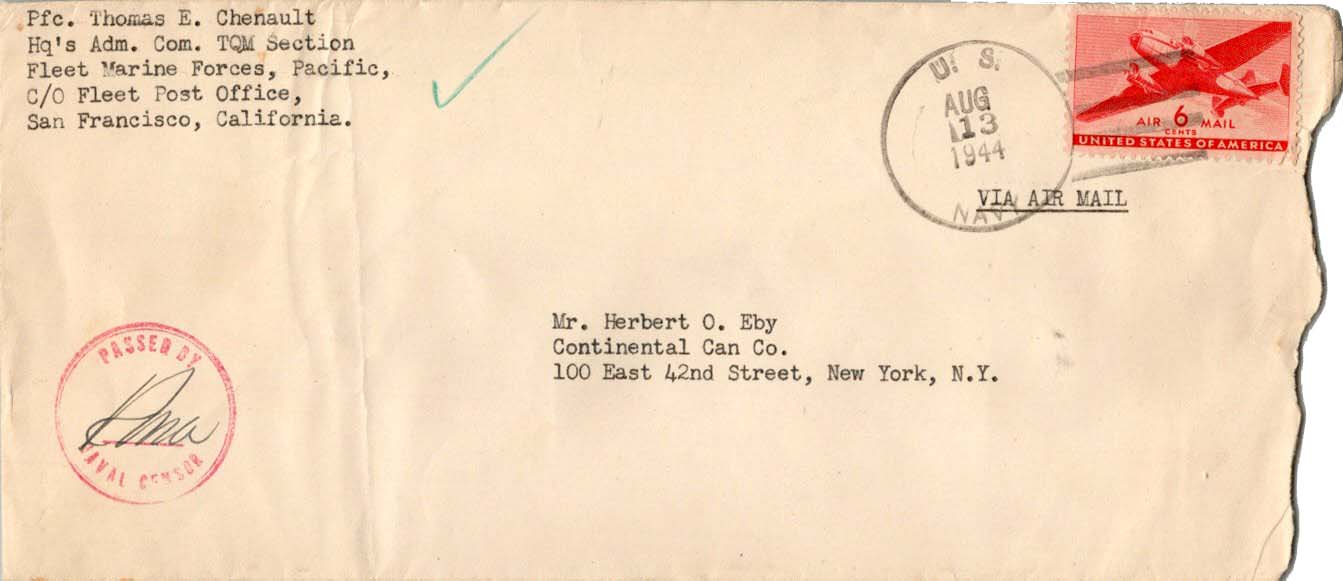 Pfc. Thomas E. Chenault
Hq's Adm. Com. TQM Section
Fleet Marine Forces, Pacific,
C/O Fleet Post Office,
San Francisco, California.
U. S.
AUG
13
1944
NAVY
AIR 6 MAIL
CENTS
UNITED STATES OF AMERICA
VIA AIR MAIL
Mr. Herbert O. Eby
Continental Can Co.
100 East 42nd Street, New York, N.Y.
PASSED BY
NAVAL CENSOR